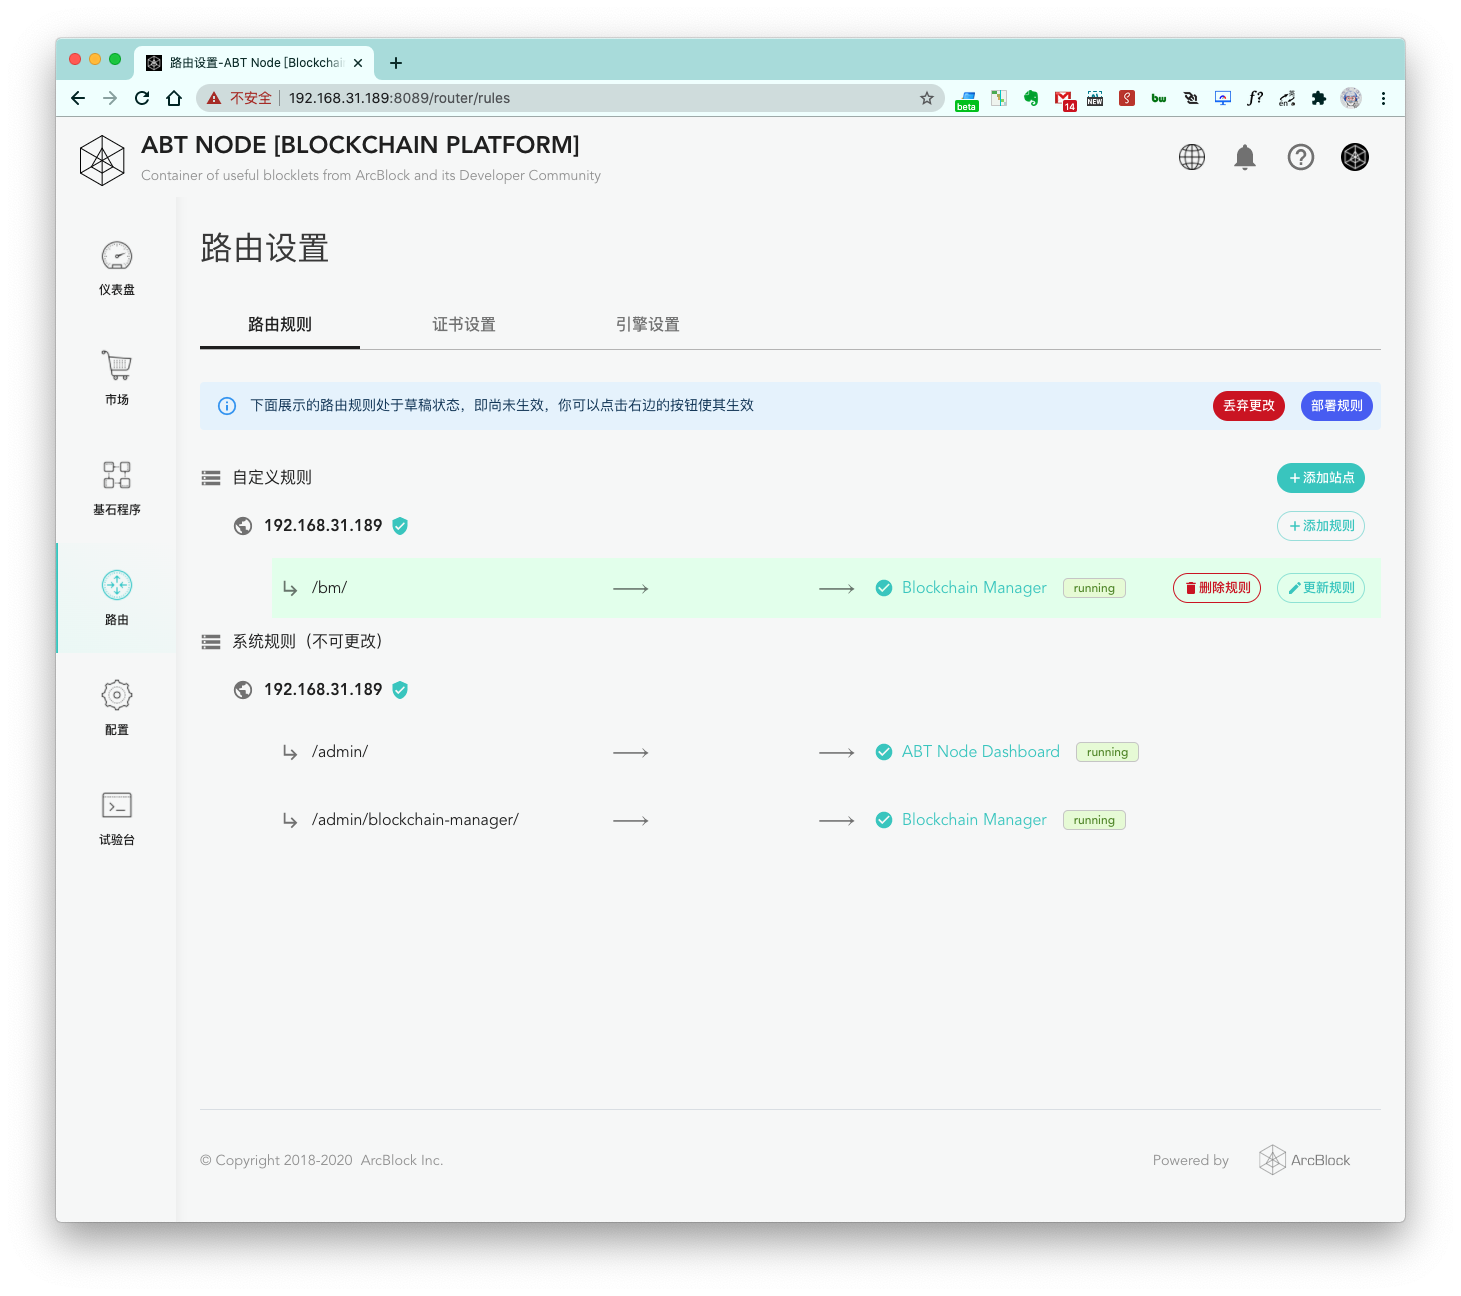 路由设置-ABT Node [Blockchai
不安全 192.168.31.189:8089/router/rules
beta
14
NEW
bw
f?
en
ABT NODE [BLOCKCHAIN PLATFORM]
Container of useful blocklets from ArcBlock and its Developer Community
仪表盘
市场
基石程序
路由
配置
试验台
路由设置
路由规则 证书设置 引擎设置
下面展示的路由规则处于草稿状态，即尚未生效，你可以点击右边的按钮使其生效 丢弃更改 部署规则
自定义规则 +添加站点
192.168.31.189 +添加规则
/bm/ Blockchain Manager running 删除规则 更新规则
系统规则（不可更改）
192.168.31.189
/admin/ ABT Node Dashboard running
/admin/blockchain-manager/ Blockchain Manager running
© Copyright 2018-2020 ArcBlock Inc. Powered by ArcBlock